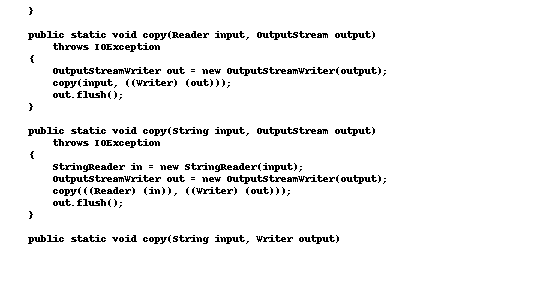 }
public static void copy(Reader input, OutputStream output)
throws IOException
{
OutputStreamWriter out = new OutputStreamWriter(output);
copy(input, ((Writer) (out)));
out.flush();
}
public static void copy(String input, OutputStream output)
throws IOException
{
StringReader in = new StringReader(input);
OutputStreamWriter out = new OutputStreamWriter(output);
copy(((Reader) (in)), ((Writer) (out)));
out.flush();
}
public static void copy(String input, Writer output)